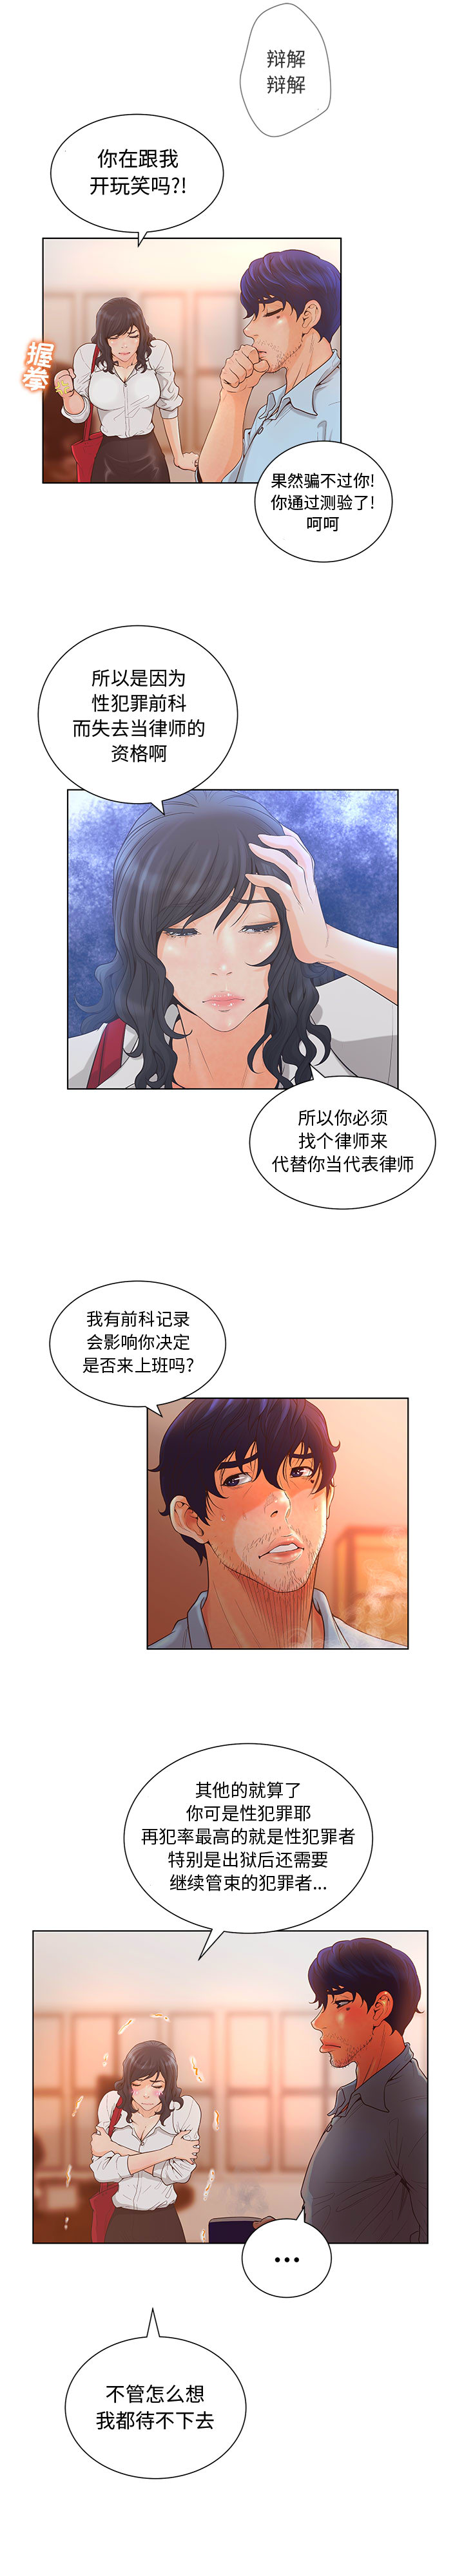 辩解
辩解
你在跟我
开玩笑吗?!
握拳
果然骗不过你!
你通过测验了!
呵呵
所以是因为
性犯罪前科
而失去当律师的
资格啊
所以你必须
找个律师来
代替你当代表律师
我有前科记录
会影响你决定
是否来上班吗?
其他的就算了
你可是性犯罪耶
再犯率最高的就是性犯罪者
特别是出狱后还需要
继续管束的犯罪者...
...
不管怎么想
我都待不下去